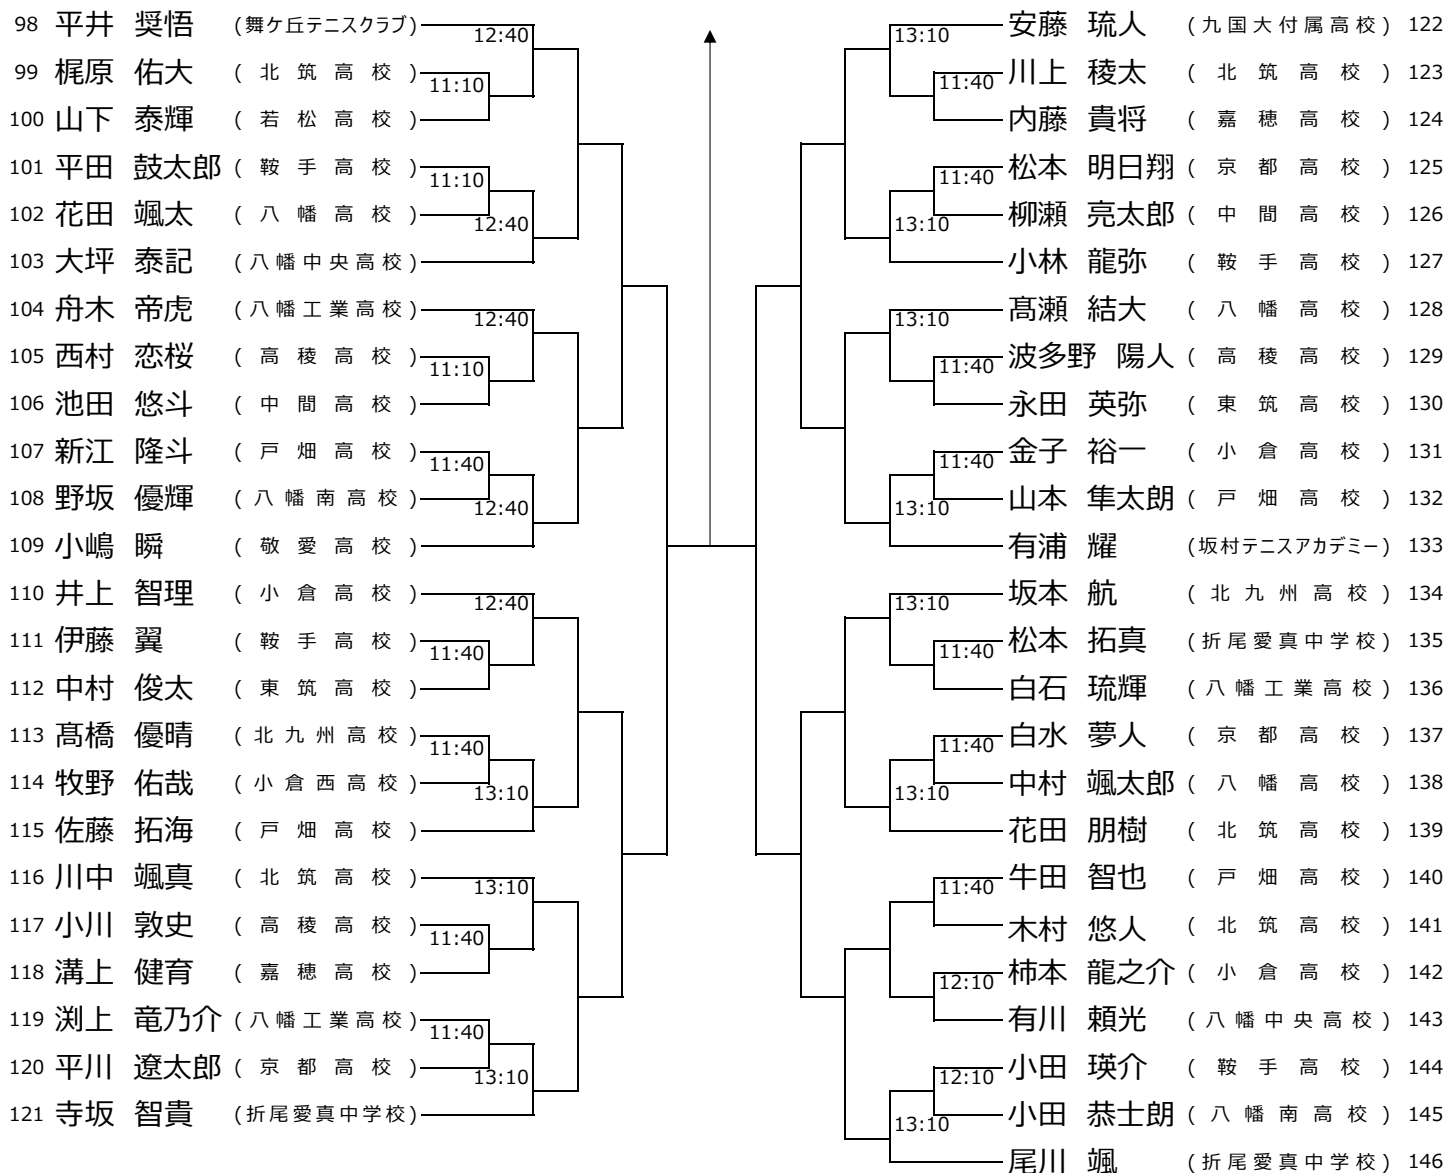 98 平井 奨悟 (舞ケ丘テニスクラブ)
12:40
99 梶原 佑大 (北筑高校)
11:10
100 山下 泰輝 (若松高校)
101 平田 鼓太郎 (鞍手高校)
11:10
102 花田 颯太 (八幡高校)
12:40
103 大坪 泰記 (八幡中央高校)
104 舟木 帝虎 (八幡工業高校)
12:40
105 西村 恋桜 (高稜高校)
11:10
106 池田 悠斗 (中間高校)
107 新江 隆斗 (戸畑高校)
11:40
108 野坂 優輝 (八幡南高校)
12:40
109 小嶋 瞬 (敬愛高校)
110 井上 智理 (小倉高校)
12:40
111 伊藤 翼 (鞍手高校)
11:40
112 中村 俊太 (東筑高校)
113 髙橋 優晴 (北九州高校)
11:40
114 牧野 佑哉 (小倉西高校)
13:10
115 佐藤 拓海 (戸畑高校)
116 川中 颯真 (北筑高校)
13:10
117 小川 敦史 (高稜高校)
11:40
118 溝上 健育 (嘉穂高校)
119 渕上 竜乃介 (八幡工業高校)
11:40
120 平川 遼太郎 (京都高校)
13:10
121 寺坂 智貴 (折尾愛真中学校)
安藤 琉人 (九国大付属高校) 122
13:10
川上 稜太 (北筑高校) 123
11:40
内藤 貴将 (嘉穂高校) 124
松本 明日翔 (京都高校) 125
11:40
柳瀬 亮太郎 (中間高校) 126
13:10
小林 龍弥 (鞍手高校) 127
髙瀬 結大 (八幡高校) 128
13:10
波多野 陽人 (高稜高校) 129
11:40
永田 英弥 (東筑高校) 130
金子 裕一 (小倉高校) 131
11:40
山本 隼太朗 (戸畑高校) 132
13:10
有浦 耀 (坂村テニスアカデミー) 133
坂本 航 (北九州高校) 134
13:10
松本 拓真 (折尾愛真中学校) 135
11:40
白石 琉輝 (八幡工業高校) 136
白水 夢人 (京都高校) 137
11:40
中村 颯太郎 (八幡高校) 138
13:10
花田 朋樹 (北筑高校) 139
牛田 智也 (戸畑高校) 140
11:40
木村 悠人 (北筑高校) 141
柿本 龍之介 (小倉高校) 142
12:10
有川 頼光 (八幡中央高校) 143
小田 瑛介 (鞍手高校) 144
12:10
小田 恭士朗 (八幡南高校) 145
13:10
尾川 颯 (折尾愛真中学校) 146